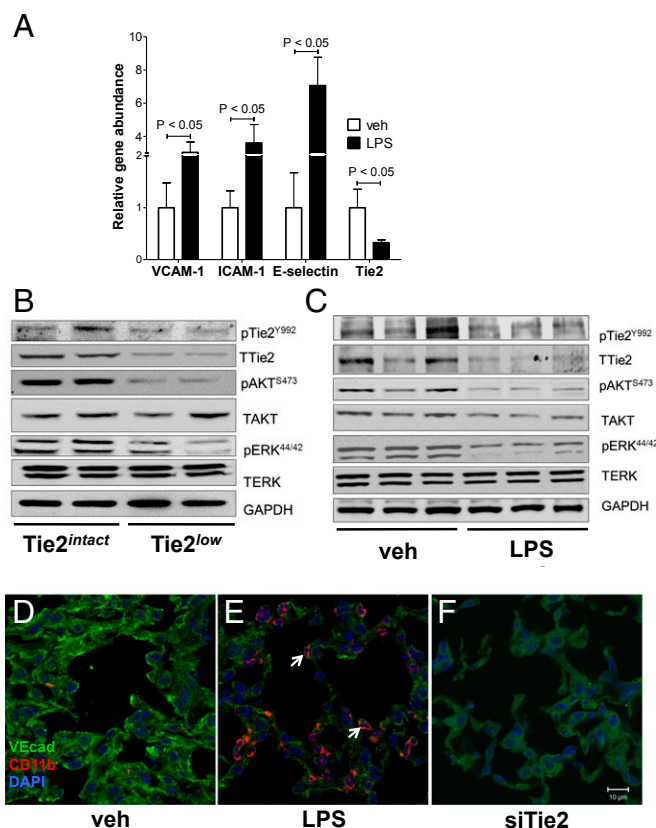 A
Relative gene abundance
10
8
6
4
2
1
0
P < 0.05
P < 0.05
P < 0.05
P < 0.05
veh
LPS
VCAM-1 ICAM-1 E-selectin Tie2
B
pTie2Y992
TTie2
pAKTS473
TAKT
pERK44/42
TERK
GAPDH
Tie2intact Tie2low
C
pTie2Y992
TTie2
pAKTS473
TAKT
pERK44/42
TERK
GAPDH
veh LPS
D
VEcad
CD11b
DAPI
veh
E
LPS
F
10 μm
siTie2